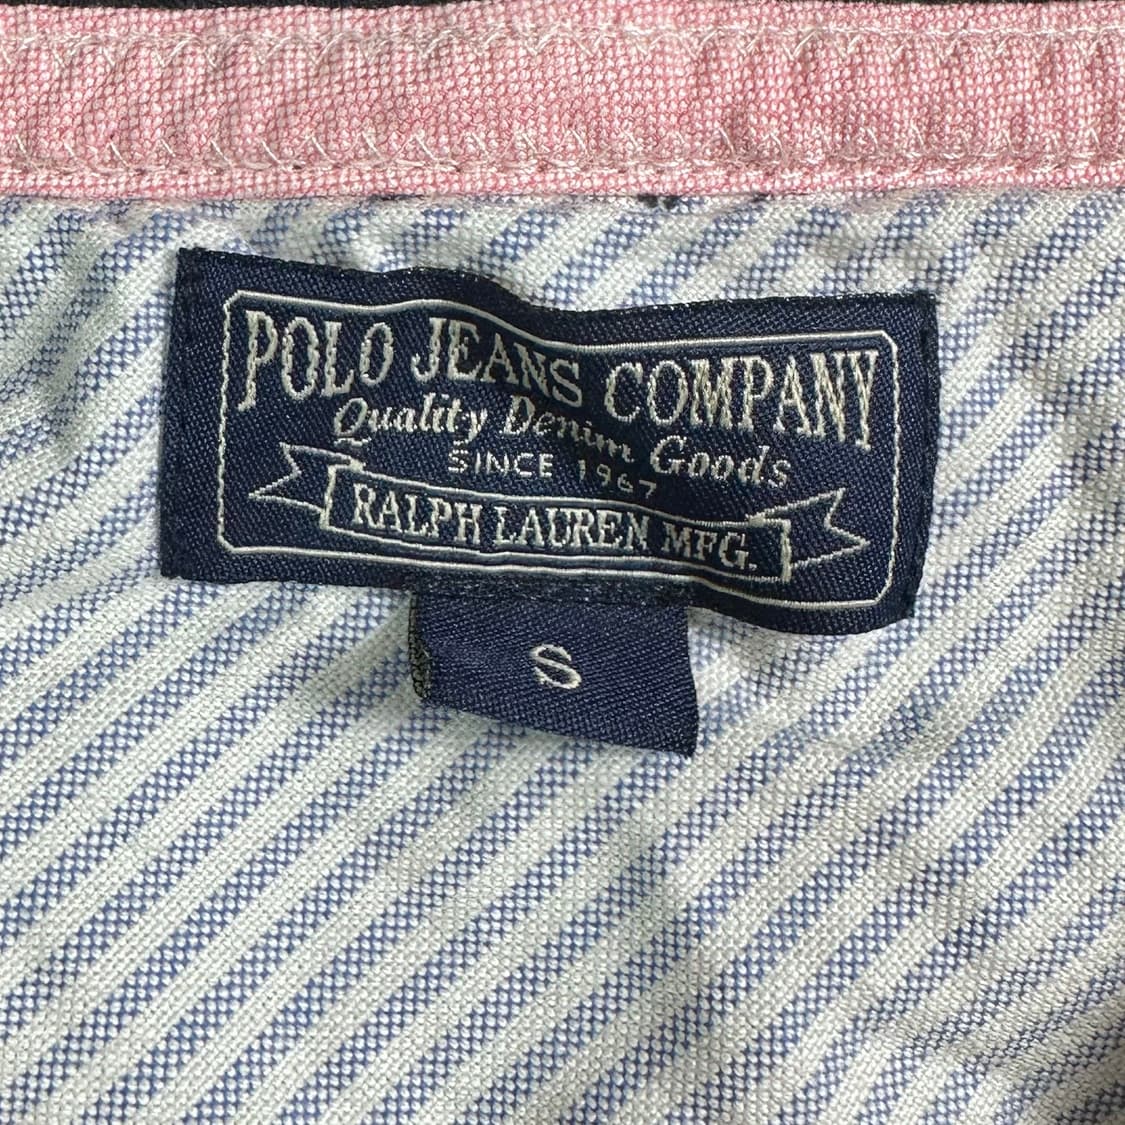 POLO JEANS COMPANY
Quality Denim Goods
SINCE 1967
RALPH LAUREN MFG.
S